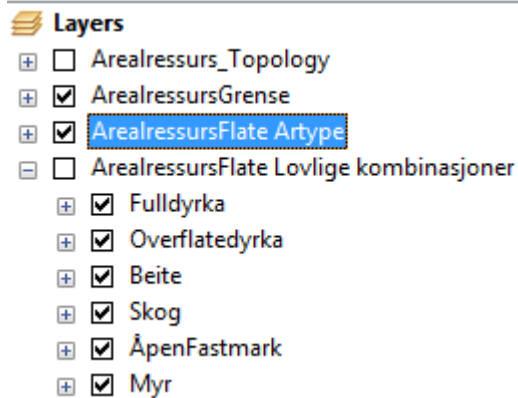 Layers
Arealressurs_Topology
ArealressursGrense
ArealressursFlate Artype
ArealressursFlate Lovlige kombinasjoner
Fulldyrka
Overflatedyrka
Beite
Skog
ÅpenFastmark
Myr